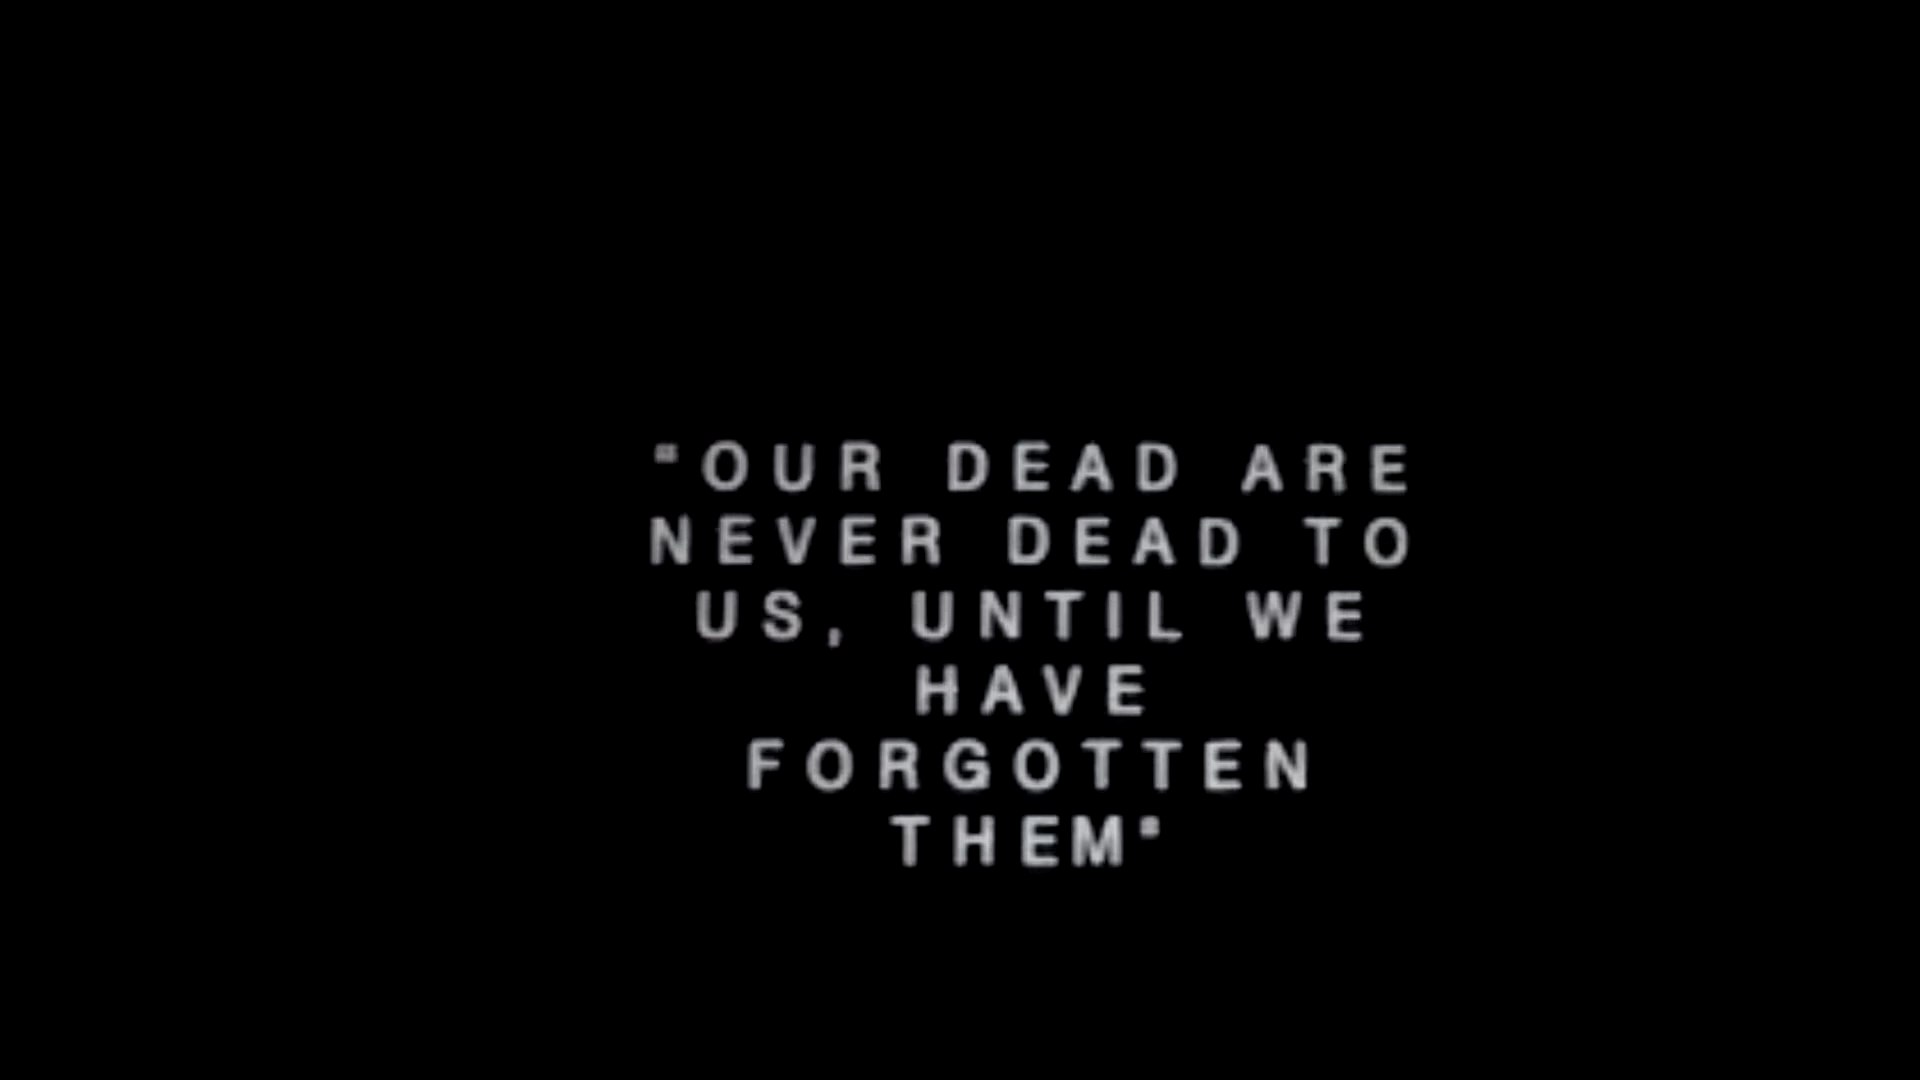 "OUR DEAD ARE
NEVER DEAD TO
US, UNTIL WE
HAVE
FORGOTTEN
THEM"